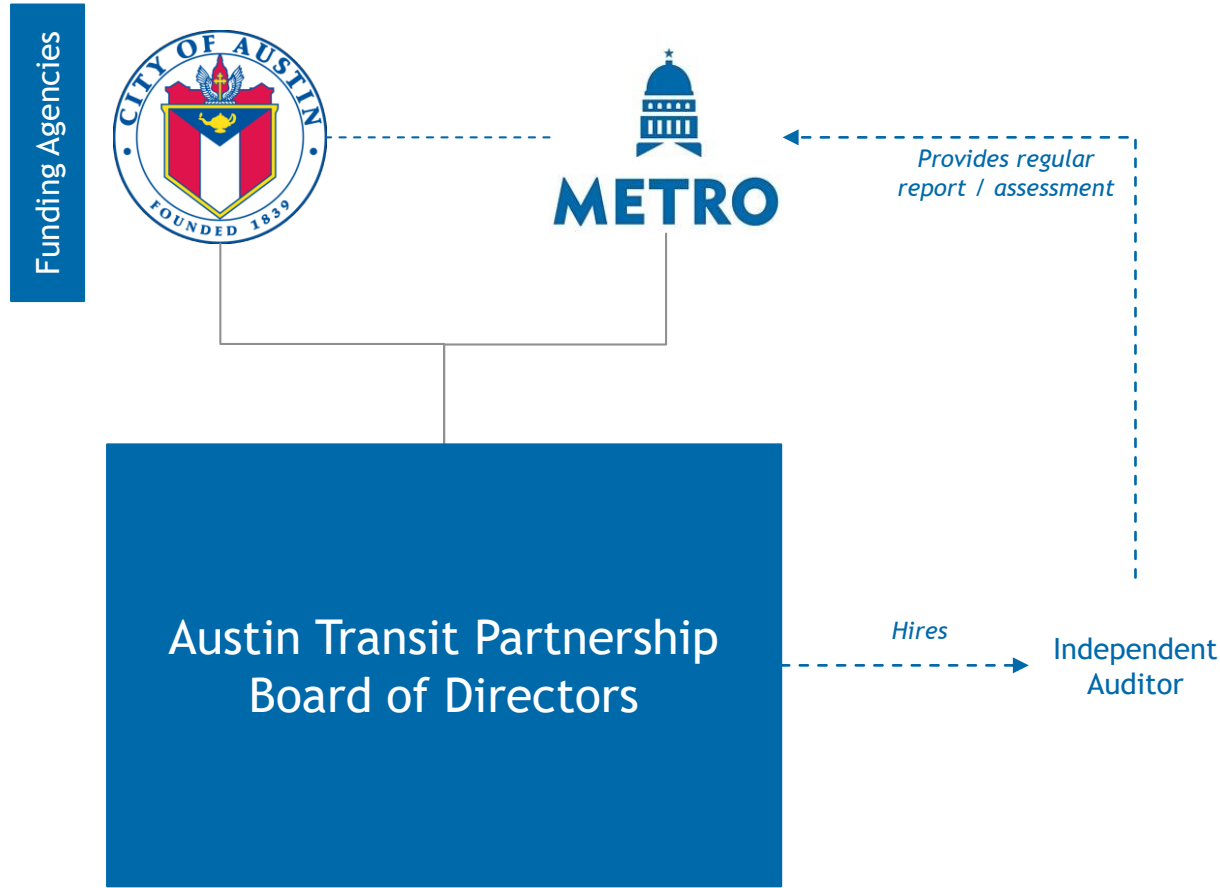 Funding Agencies
CITY OF AUSTIN
FOUNDED 1839
METRO
Provides regular
report / assessment
Austin Transit Partnership
Board of Directors
Hires
Independent
Auditor